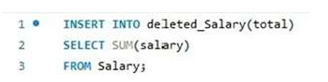 1 INSERT INTO deleted_Salary(total)
2 SELECT SUM(salary)
3 FROM Salary;